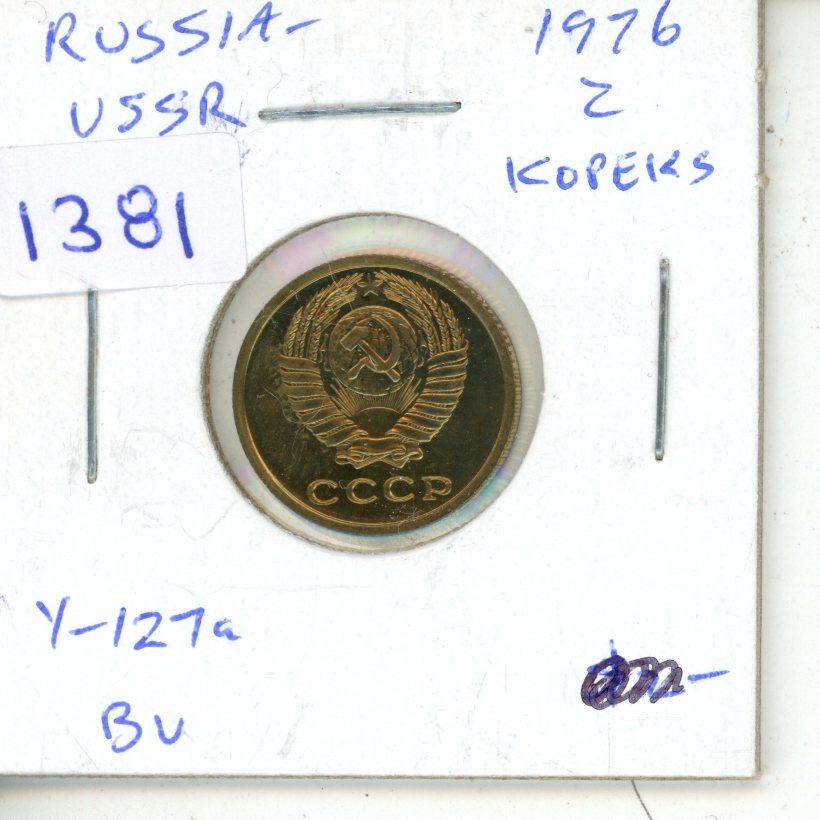 RUSSIA-
USSR
1976
2
KOPEKS
1381
СССР
Y-127a
BU